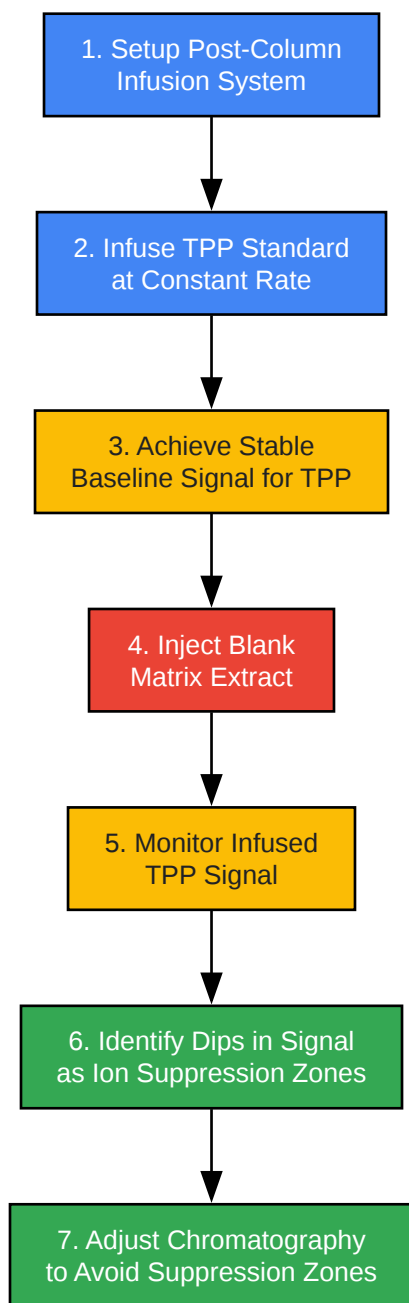 1. Setup Post-Column
Infusion System
2. Infuse TPP Standard
at Constant Rate
3. Achieve Stable
Baseline Signal for TPP
4. Inject Blank
Matrix Extract
5. Monitor Infused
TPP Signal
6. Identify Dips in Signal
as Ion Suppression Zones
7. Adjust Chromatography
to Avoid Suppression Zones